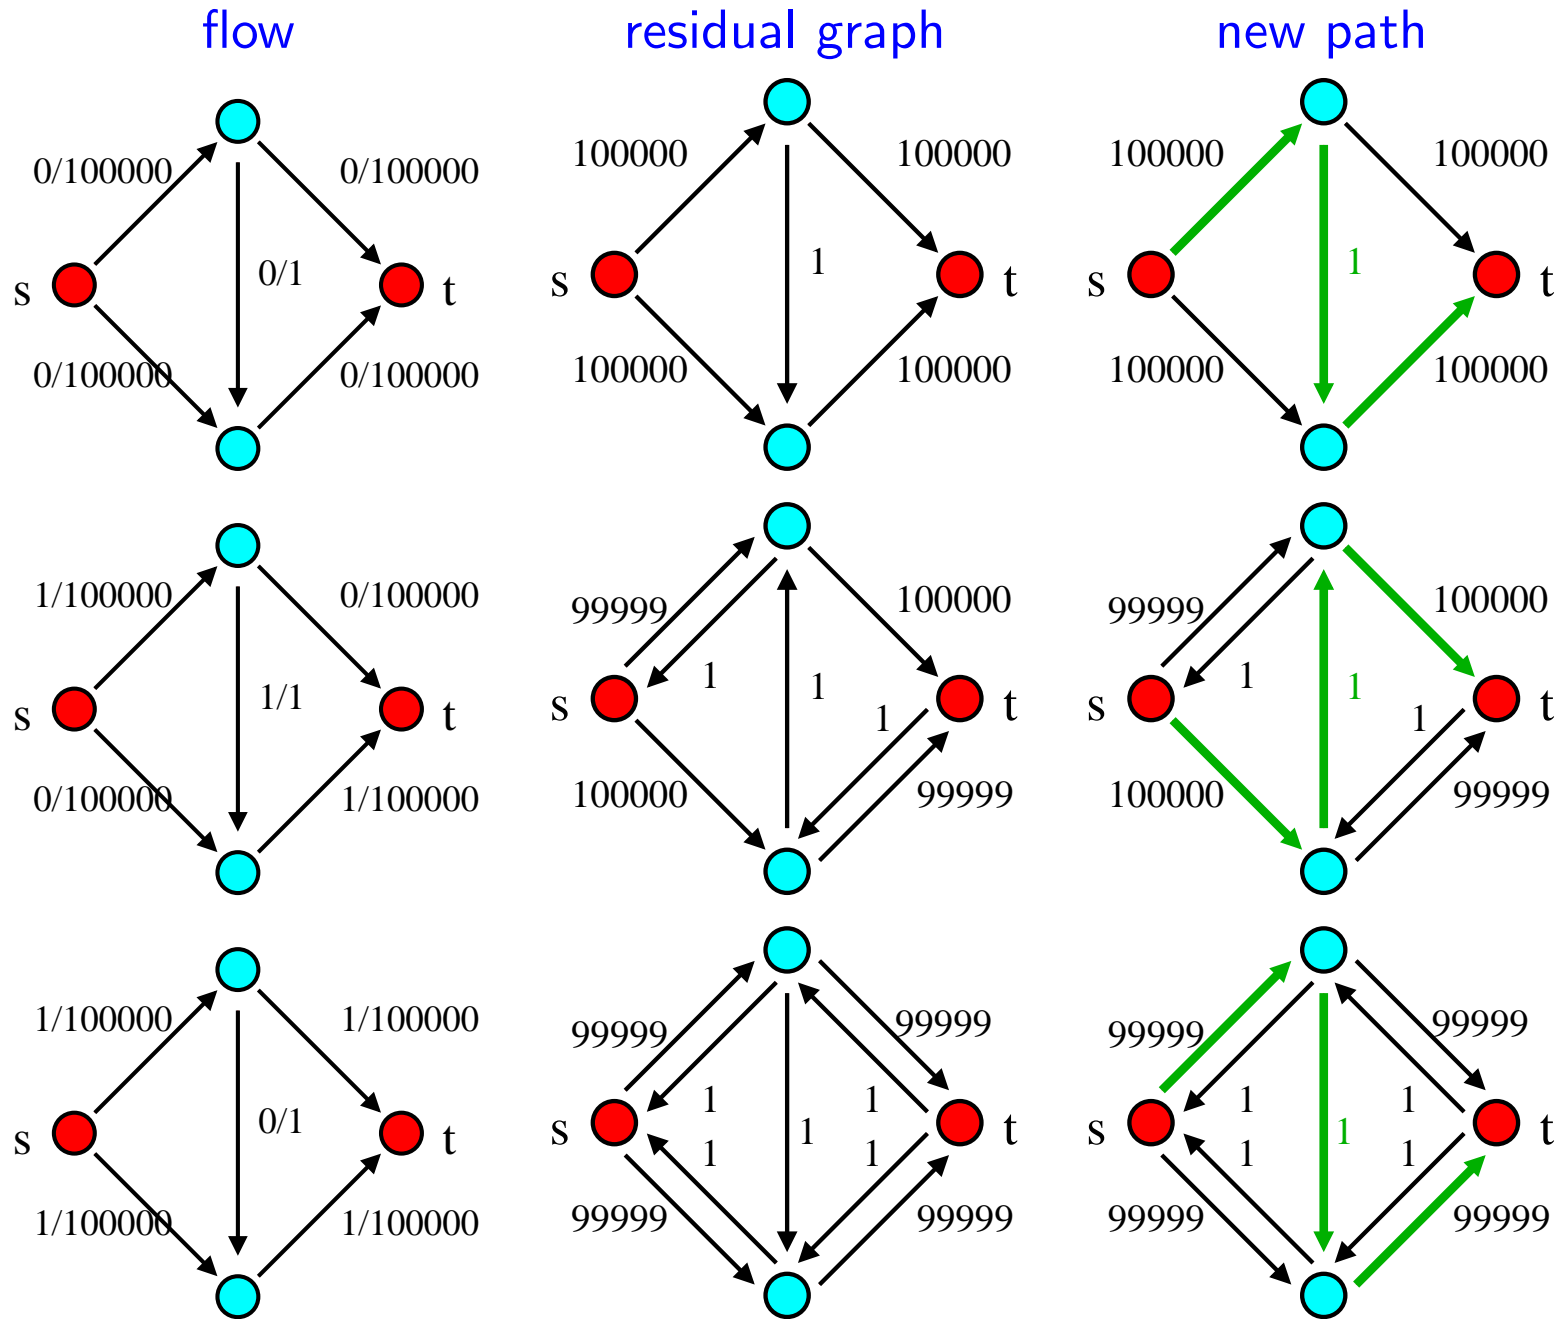 flow residual graph new path
0/100000 0/100000 100000 100000 100000 100000
s 0/1 t s 1 t s 1 t
0/100000 0/100000 100000 100000 100000 100000
1/100000 0/100000 99999 100000 99999 100000
s 1/1 t s 1 1 1 t s 1 1 1 t
0/100000 1/100000 100000 99999 100000 99999
1/100000 1/100000 99999 99999 99999 99999
1 1 1 1
s 0/1 t s 1 t s 1 t
1 1 1 1
1/100000 1/100000 99999 99999 99999 99999